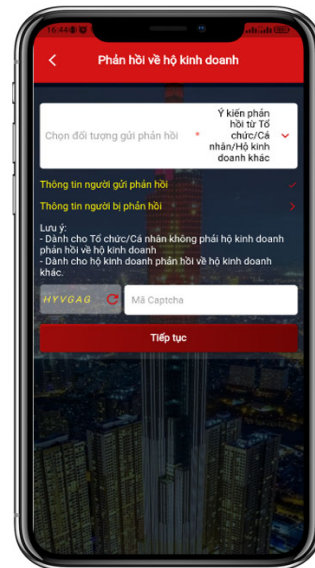 16:44
Phản hồi về hộ kinh doanh
Chọn đối tượng gửi phản hồi *
Ý kiến phản
hồi từ Tổ
chức/Cá
nhân/Hộ kinh
doanh khác
Thông tin người gửi phản hồi
Thông tin người bị phản hồi
Lưu ý:
- Dành cho Tổ chức/Cá nhân không phải hộ kinh doanh
phản hồi về hộ kinh doanh
- Dành cho hộ kinh doanh phản hồi về hộ kinh doanh
khác.
HYVGAG
Mã Captcha
Tiếp tục